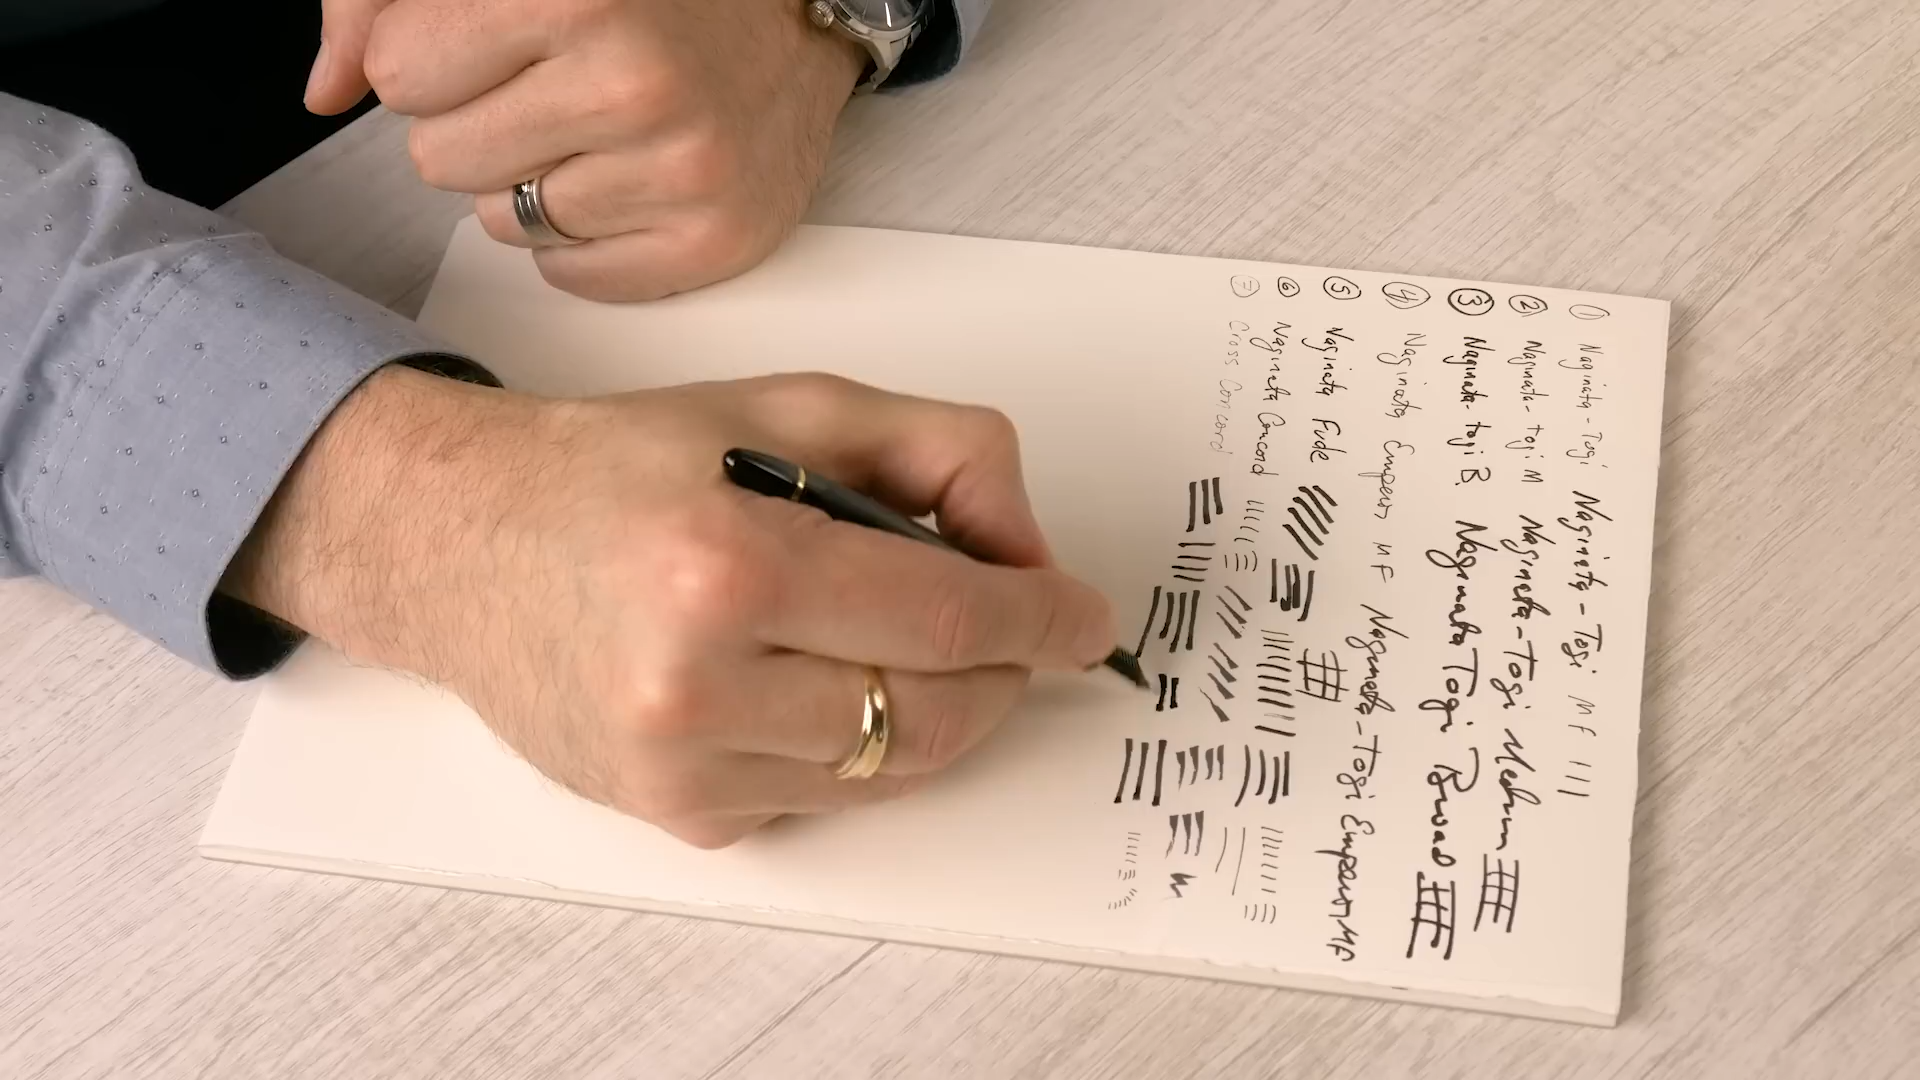 ① Naginata-Togi Naginata-Togi MF
② Naginata-togi M Naginata-Togi Medium
③ Naginata-togi B Naginata Togi Broad
④ Naginata Emperor MF Naginata-Togi Emperor MF
⑤ Naginata Fude
⑥ Naginata Concord
⑦ Cross Concord